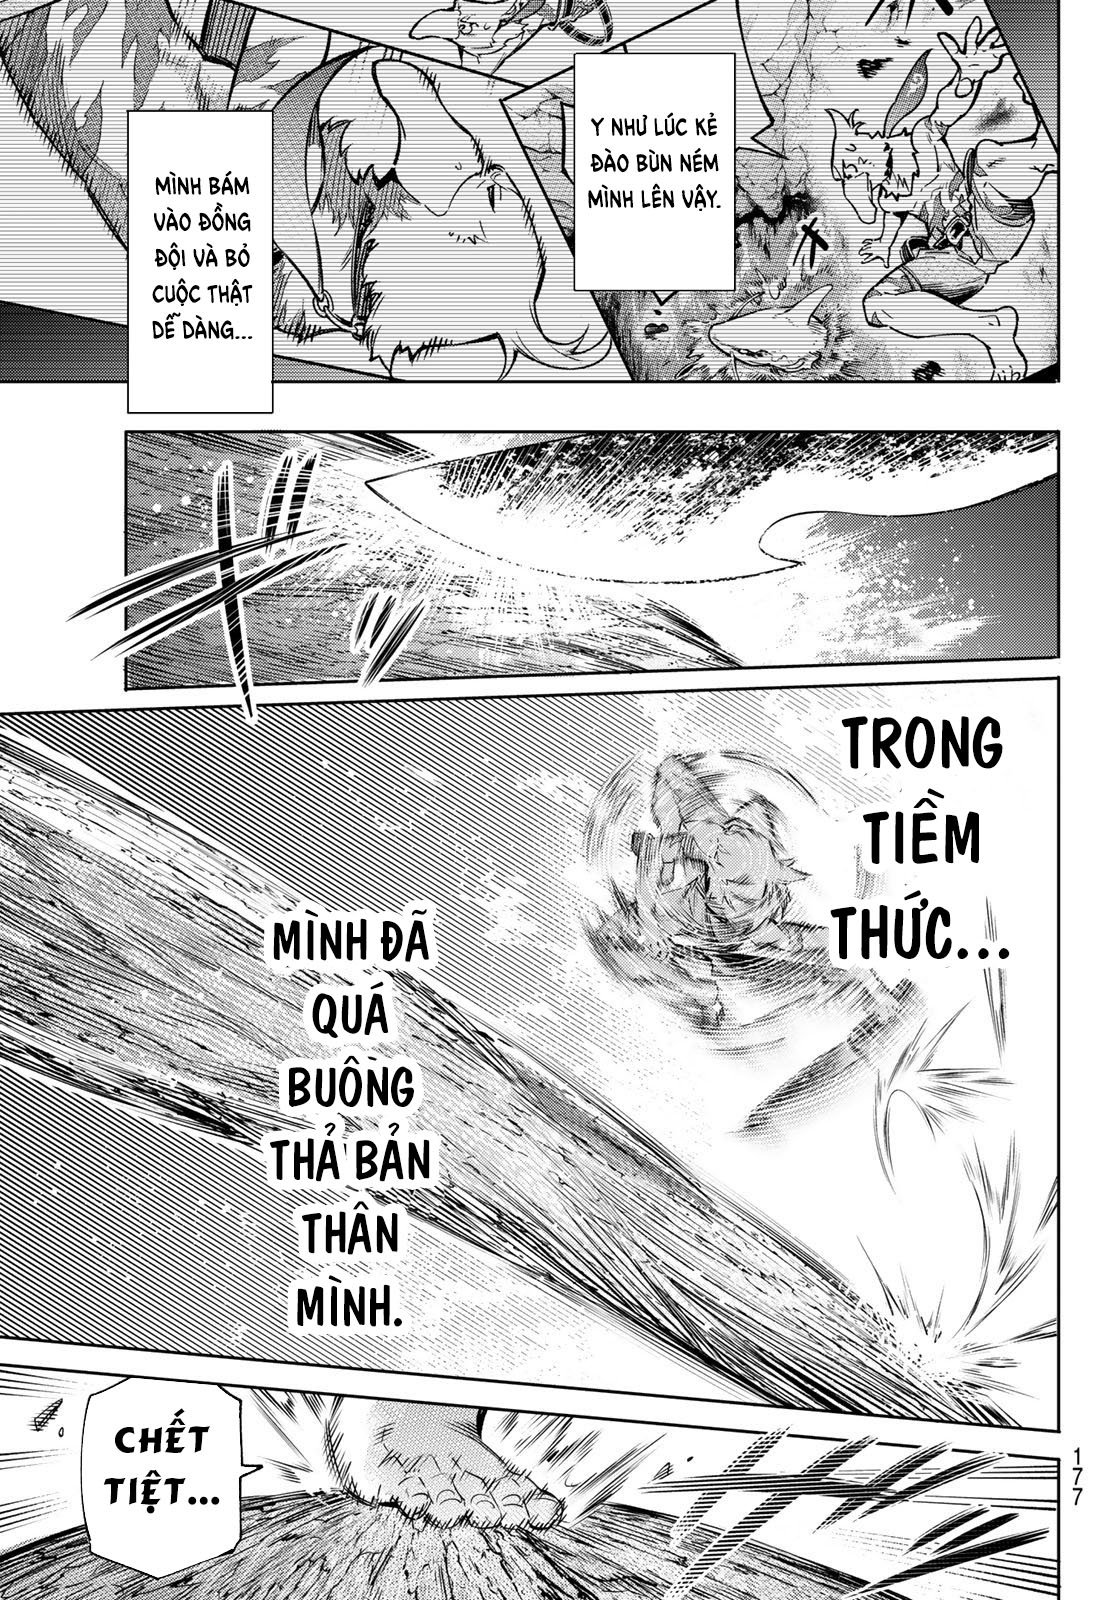 Y NHƯ LÚC KẺ
ĐÀO BÙN NÉM
MÌNH LÊN VẬY.
MÌNH BÁM
VÀO ĐỒNG
ĐỘI VÀ BỎ
CUỘC THẬT
DỄ DÀNG...
TRONG
TIỀM
THỨC...
MÌNH ĐÃ
QUÁ
BUÔNG
THẢ BẢN
THÂN
MÌNH.
CHẾT
TIỆT...
177